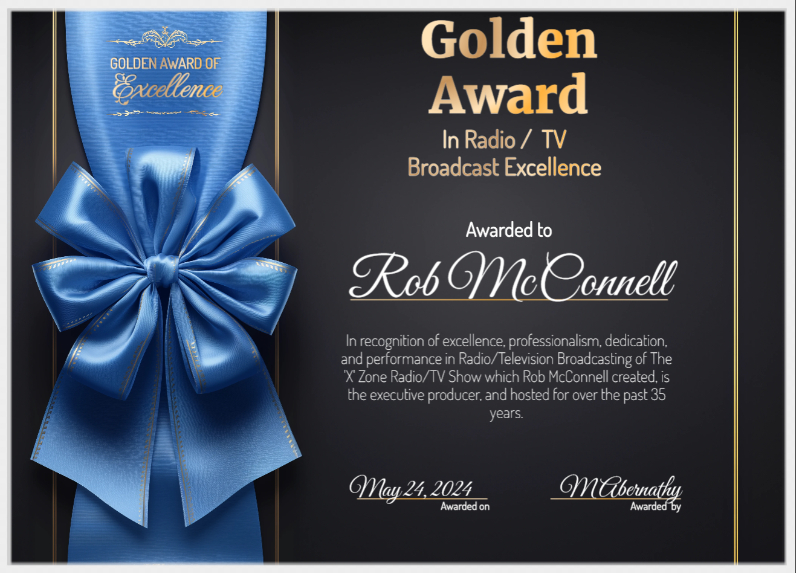 GOLDEN AWARD OF
Excellence
Golden
Award
In Radio / TV
Broadcast Excellence
Awarded to
Rob McConnell
In recognition of excellence, professionalism, dedication,
and performance in Radio/Television Broadcasting of The
'X' Zone Radio/TV Show which Rob McConnell created, is
the executive producer, and hosted for over the past 35
years.
May 24, 2024
Awarded on
MAbernathy
Awarded by